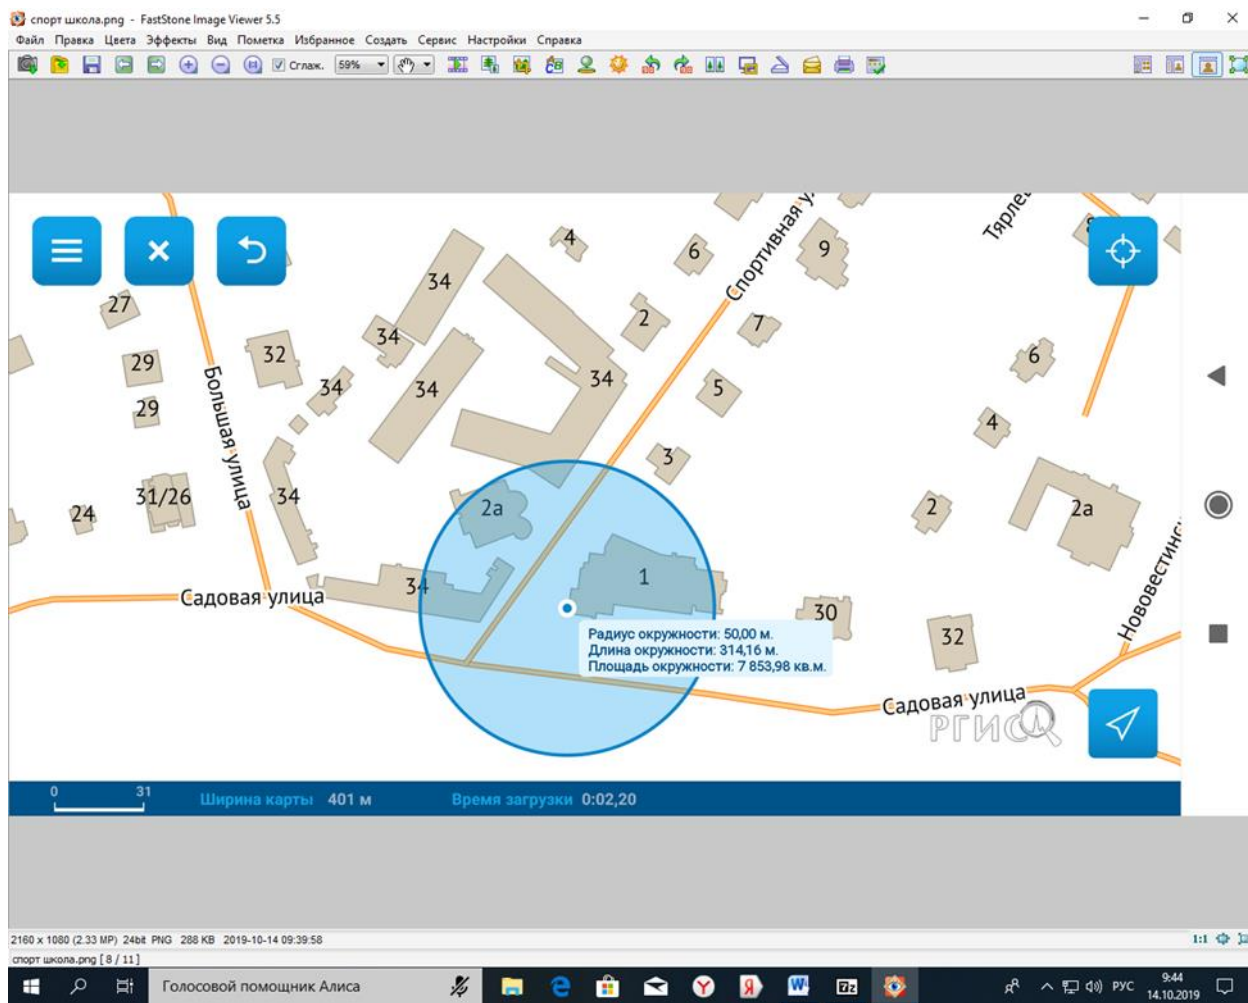 спорт школа.png - FastStone Image Viewer 5.5
Файл Правка Цвета Эффекты Вид Пометка Избранное Создать Сервис Настройки Справка
Сглаж. 59%
Спортивная
4
6
9
34
27
2
7
34
32
29
6
34
34
34
5
29
Большая улица
4
3
31/26
34
24
2а
2
2а
1
34
Садовая улица
30
32
Радиус окружности: 50,00 м.
Длина окружности: 314,16 м.
Площадь окружности: 7 853,98 кв.м.
Садовая улица
РГИС
0 31
Ширина карты 401 м
Время загрузки 0:02,20
2160 x 1080 (2.33 MP) 24bit PNG 288 KB 2019-10-14 09:39:58
1:1
спорт школа.png [ 8 / 11 ]
Голосовой помощник Алиса
РУС
9:44
14.10.2019